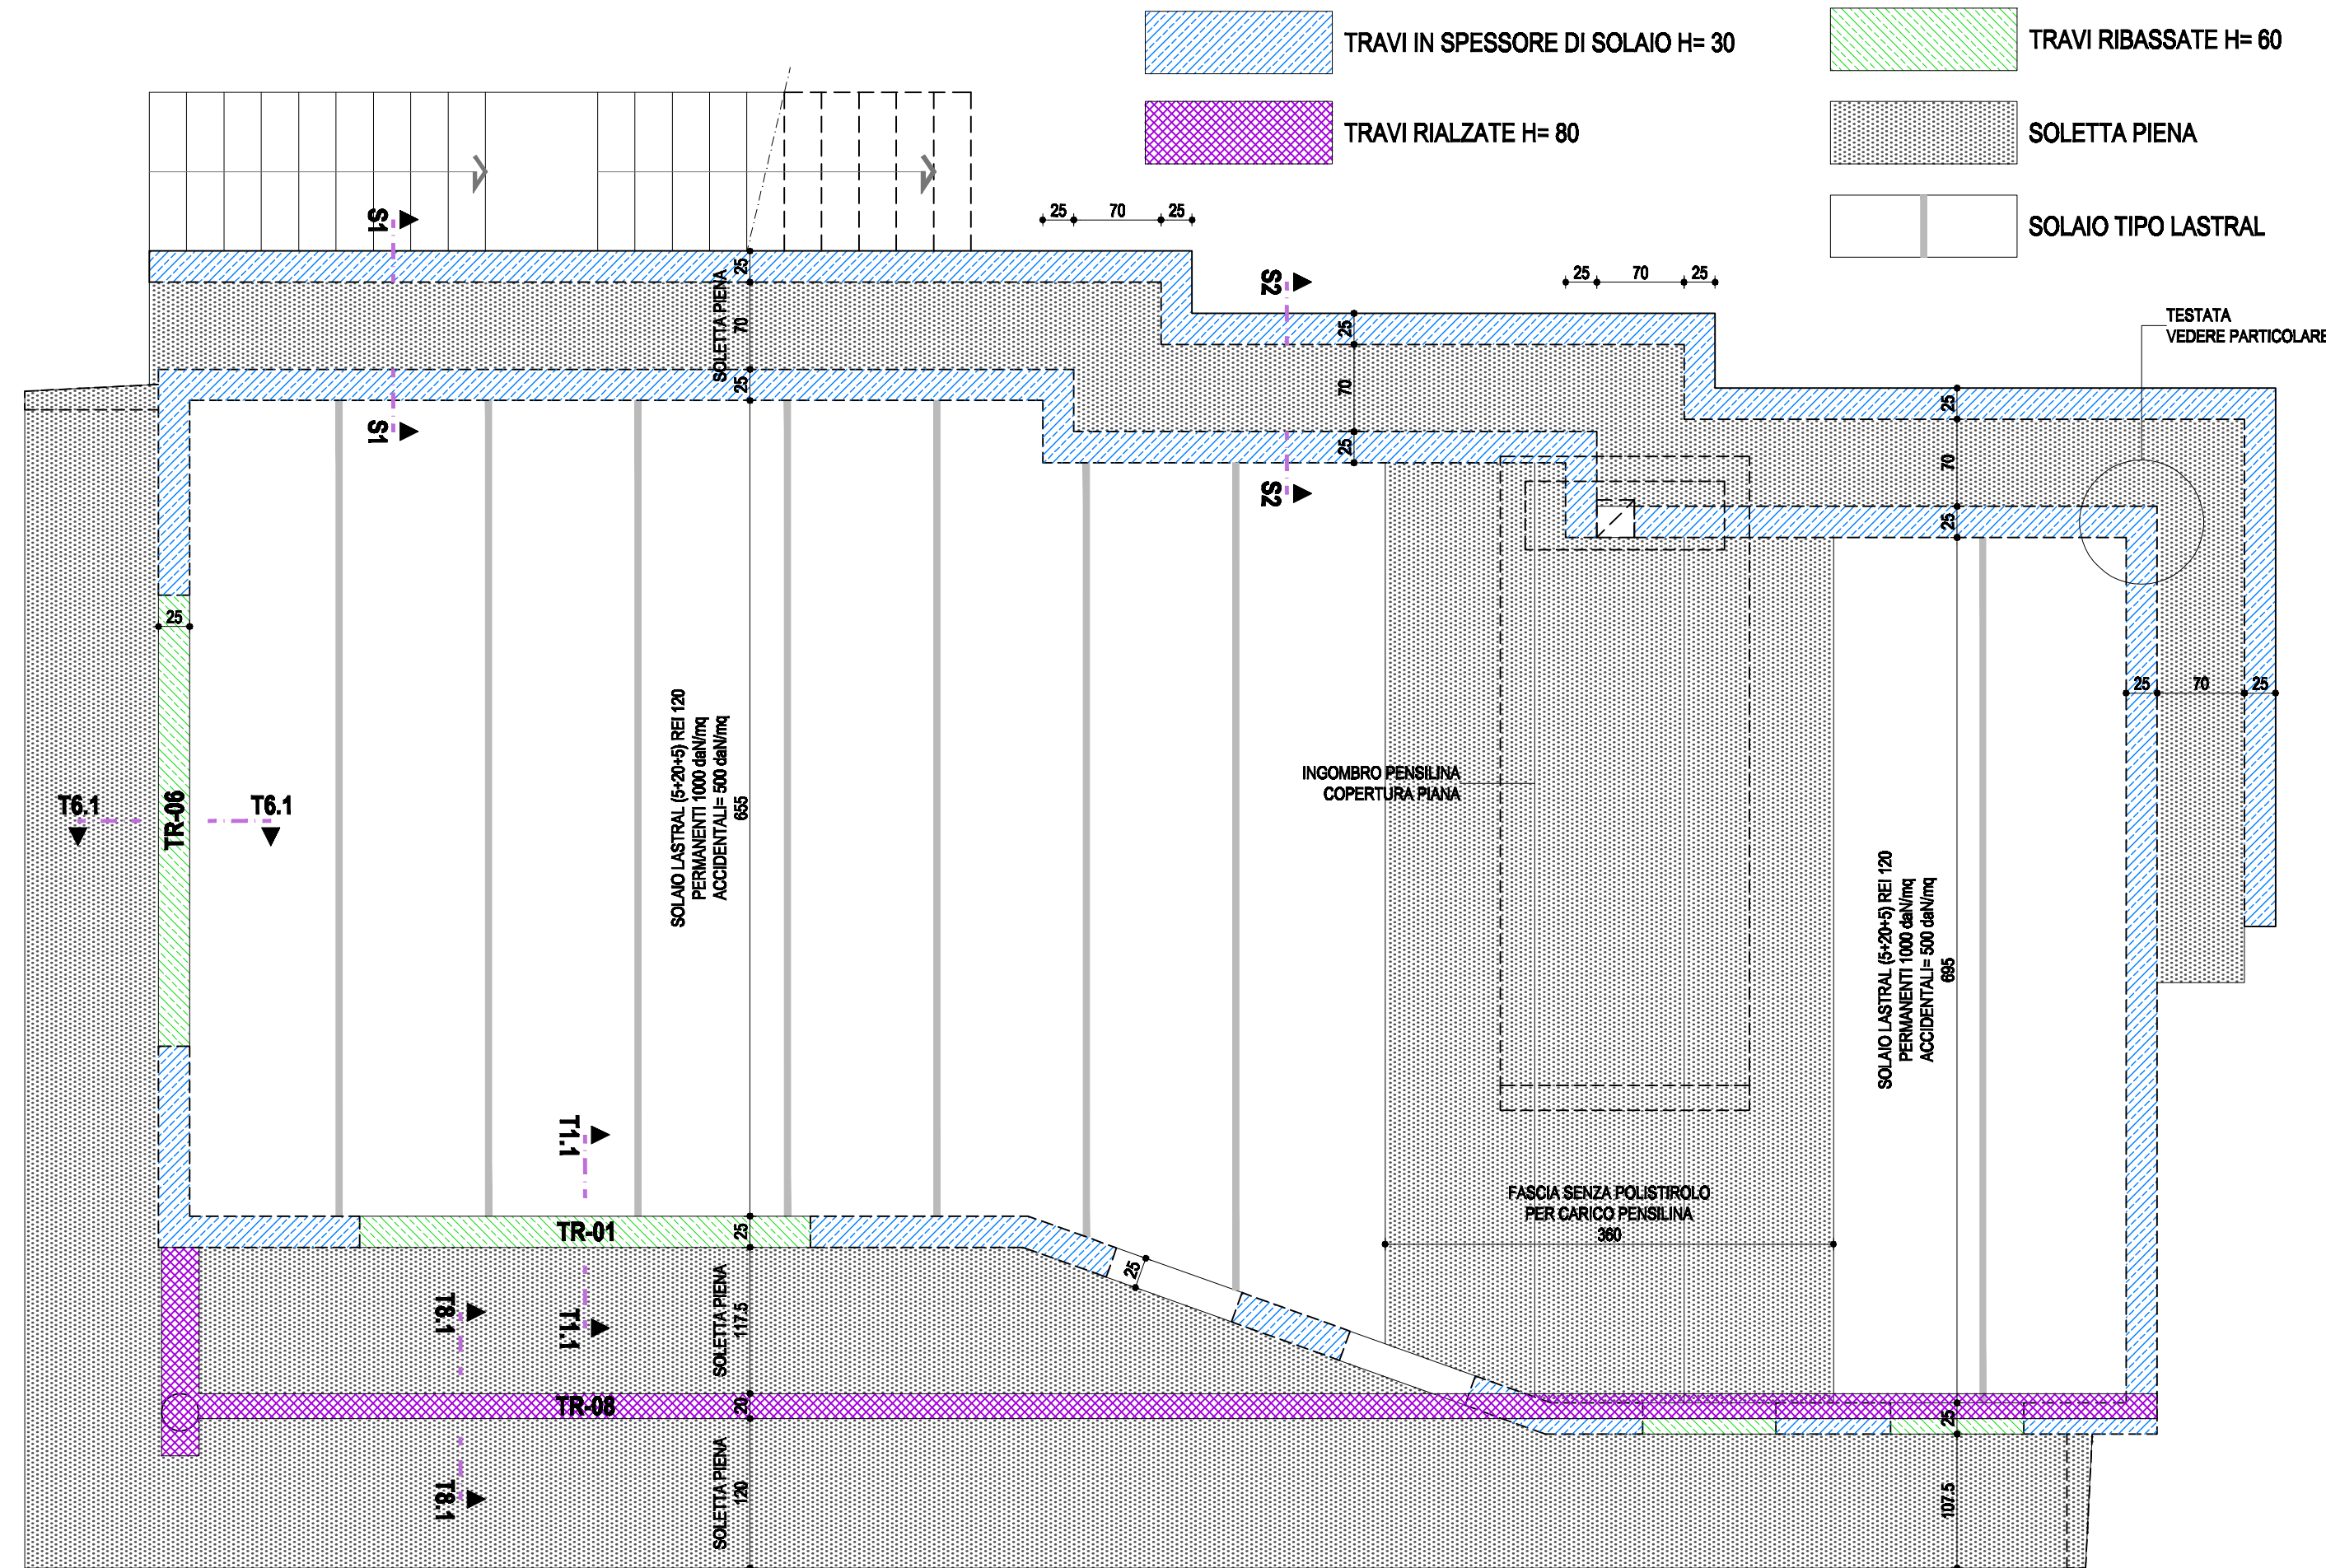 TRAVI IN SPESSORE DI SOLAIO H= 30
TRAVI RIBASSATE H= 60
TRAVI RIALZATE H= 80
SOLETTA PIENA
SOLAIO TIPO LASTRAL
S1
25
70
25
S2
25
70
25
TESTATA
VEDERE PARTICOLARE
25
SOLETTA PIENA
70
25
S1
25
70
25
S2
25
70
25
25
25
70
25
T6.1
TR-06
T6.1
SOLAIO LASTRAL (5+20+5) REI 120
PERMANENTI 1000 daN/mq
ACCIDENTALI= 500 daN/mq
655
INGOMBRO PENSILINA
COPERTURA PIANA
SOLAIO LASTRAL (5+20+5) REI 120
PERMANENTI 1000 daN/mq
ACCIDENTALI= 500 daN/mq
695
T1.1
FASCIA SENZA POLISTIROLO
PER CARICO PENSILINA
360
TR-01
25
25
T8.1
T1.1
SOLETTA PIENA
117.5
TR-08
20
25
T8.1
SOLETTA PIENA
120
107.5